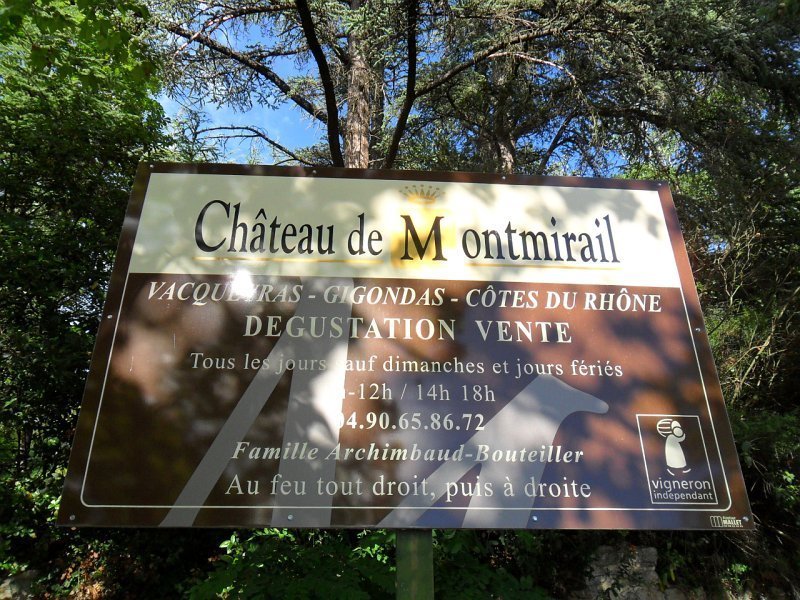 Château de Montmirail
VACQUEYRAS - GIGONDAS - CÔTES DU RHÔNE
DEGUSTATION VENTE
Tous les jours sauf dimanches et jours fériés
-12h / 14h 18h
04.90.65.86.72
Famille Archimbaud-Bouteiller
Au feu tout droit, puis à droite
vigneron
indépendant
MALLET